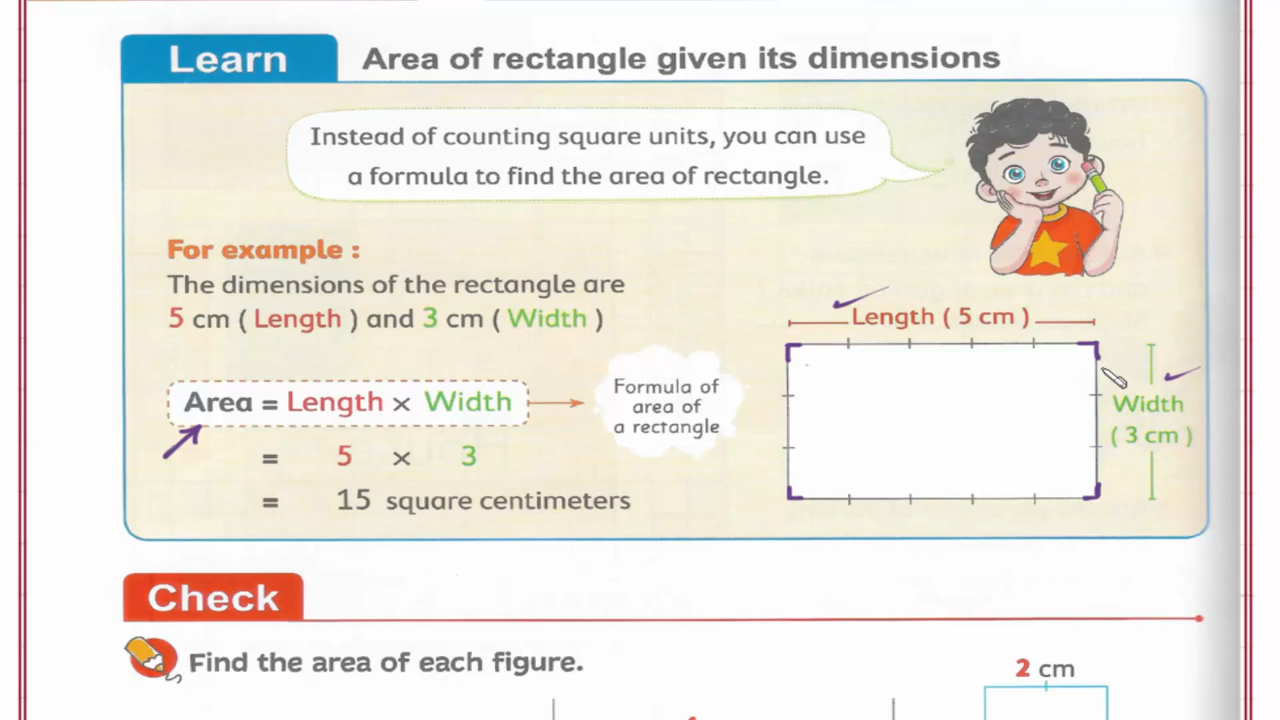 Learn
Area of rectangle given its dimensions
Instead of counting square units, you can use
a formula to find the area of rectangle.
For example :
The dimensions of the rectangle are
5 cm ( Length ) and 3 cm ( Width )
Length ( 5 cm )
Area = Length × Width
Formula of
area of
a rectangle
Width
( 3 cm )
= 5 × 3
= 15 square centimeters
Check
Find the area of each figure.
2 cm